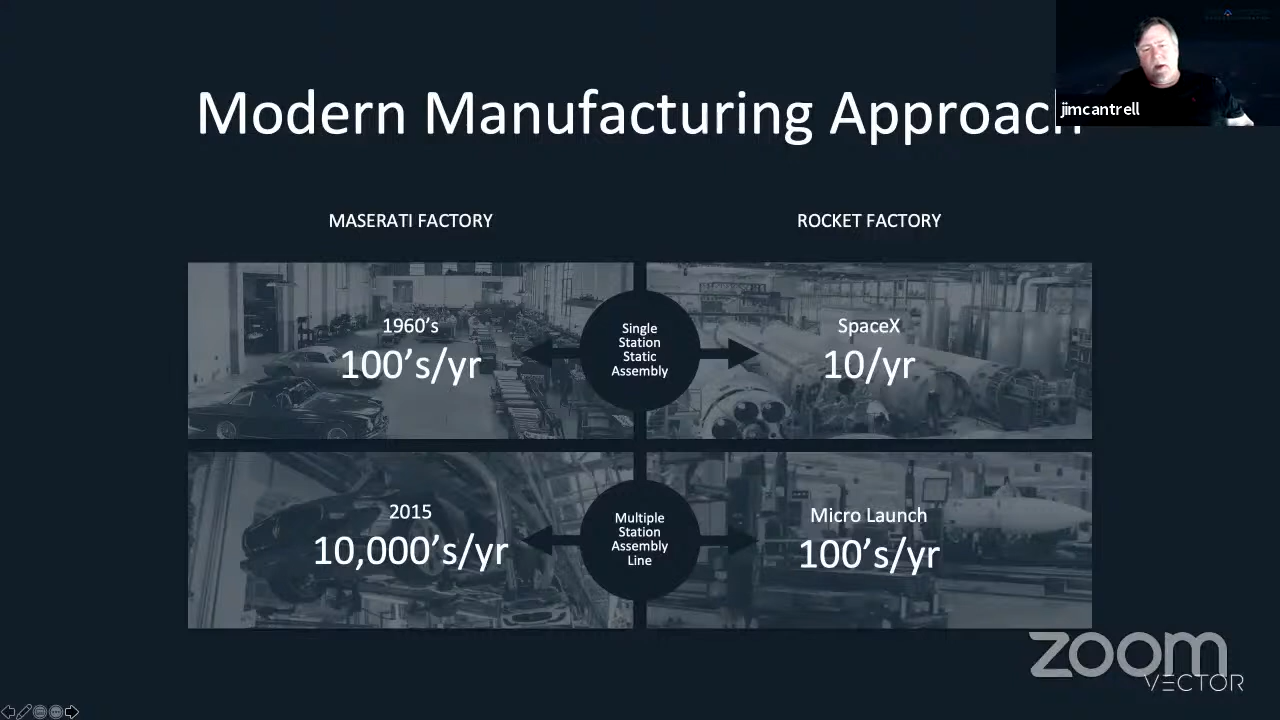 jimcantrell
Modern Manufacturing Approach
MASERATI FACTORY
ROCKET FACTORY
1960's
100's/yr
Single
Station
Static
Assembly
SpaceX
10/yr
2015
10,000's/yr
Multiple
Station
Assembly
Line
Micro Launch
100's/yr
zoom
VECTOR